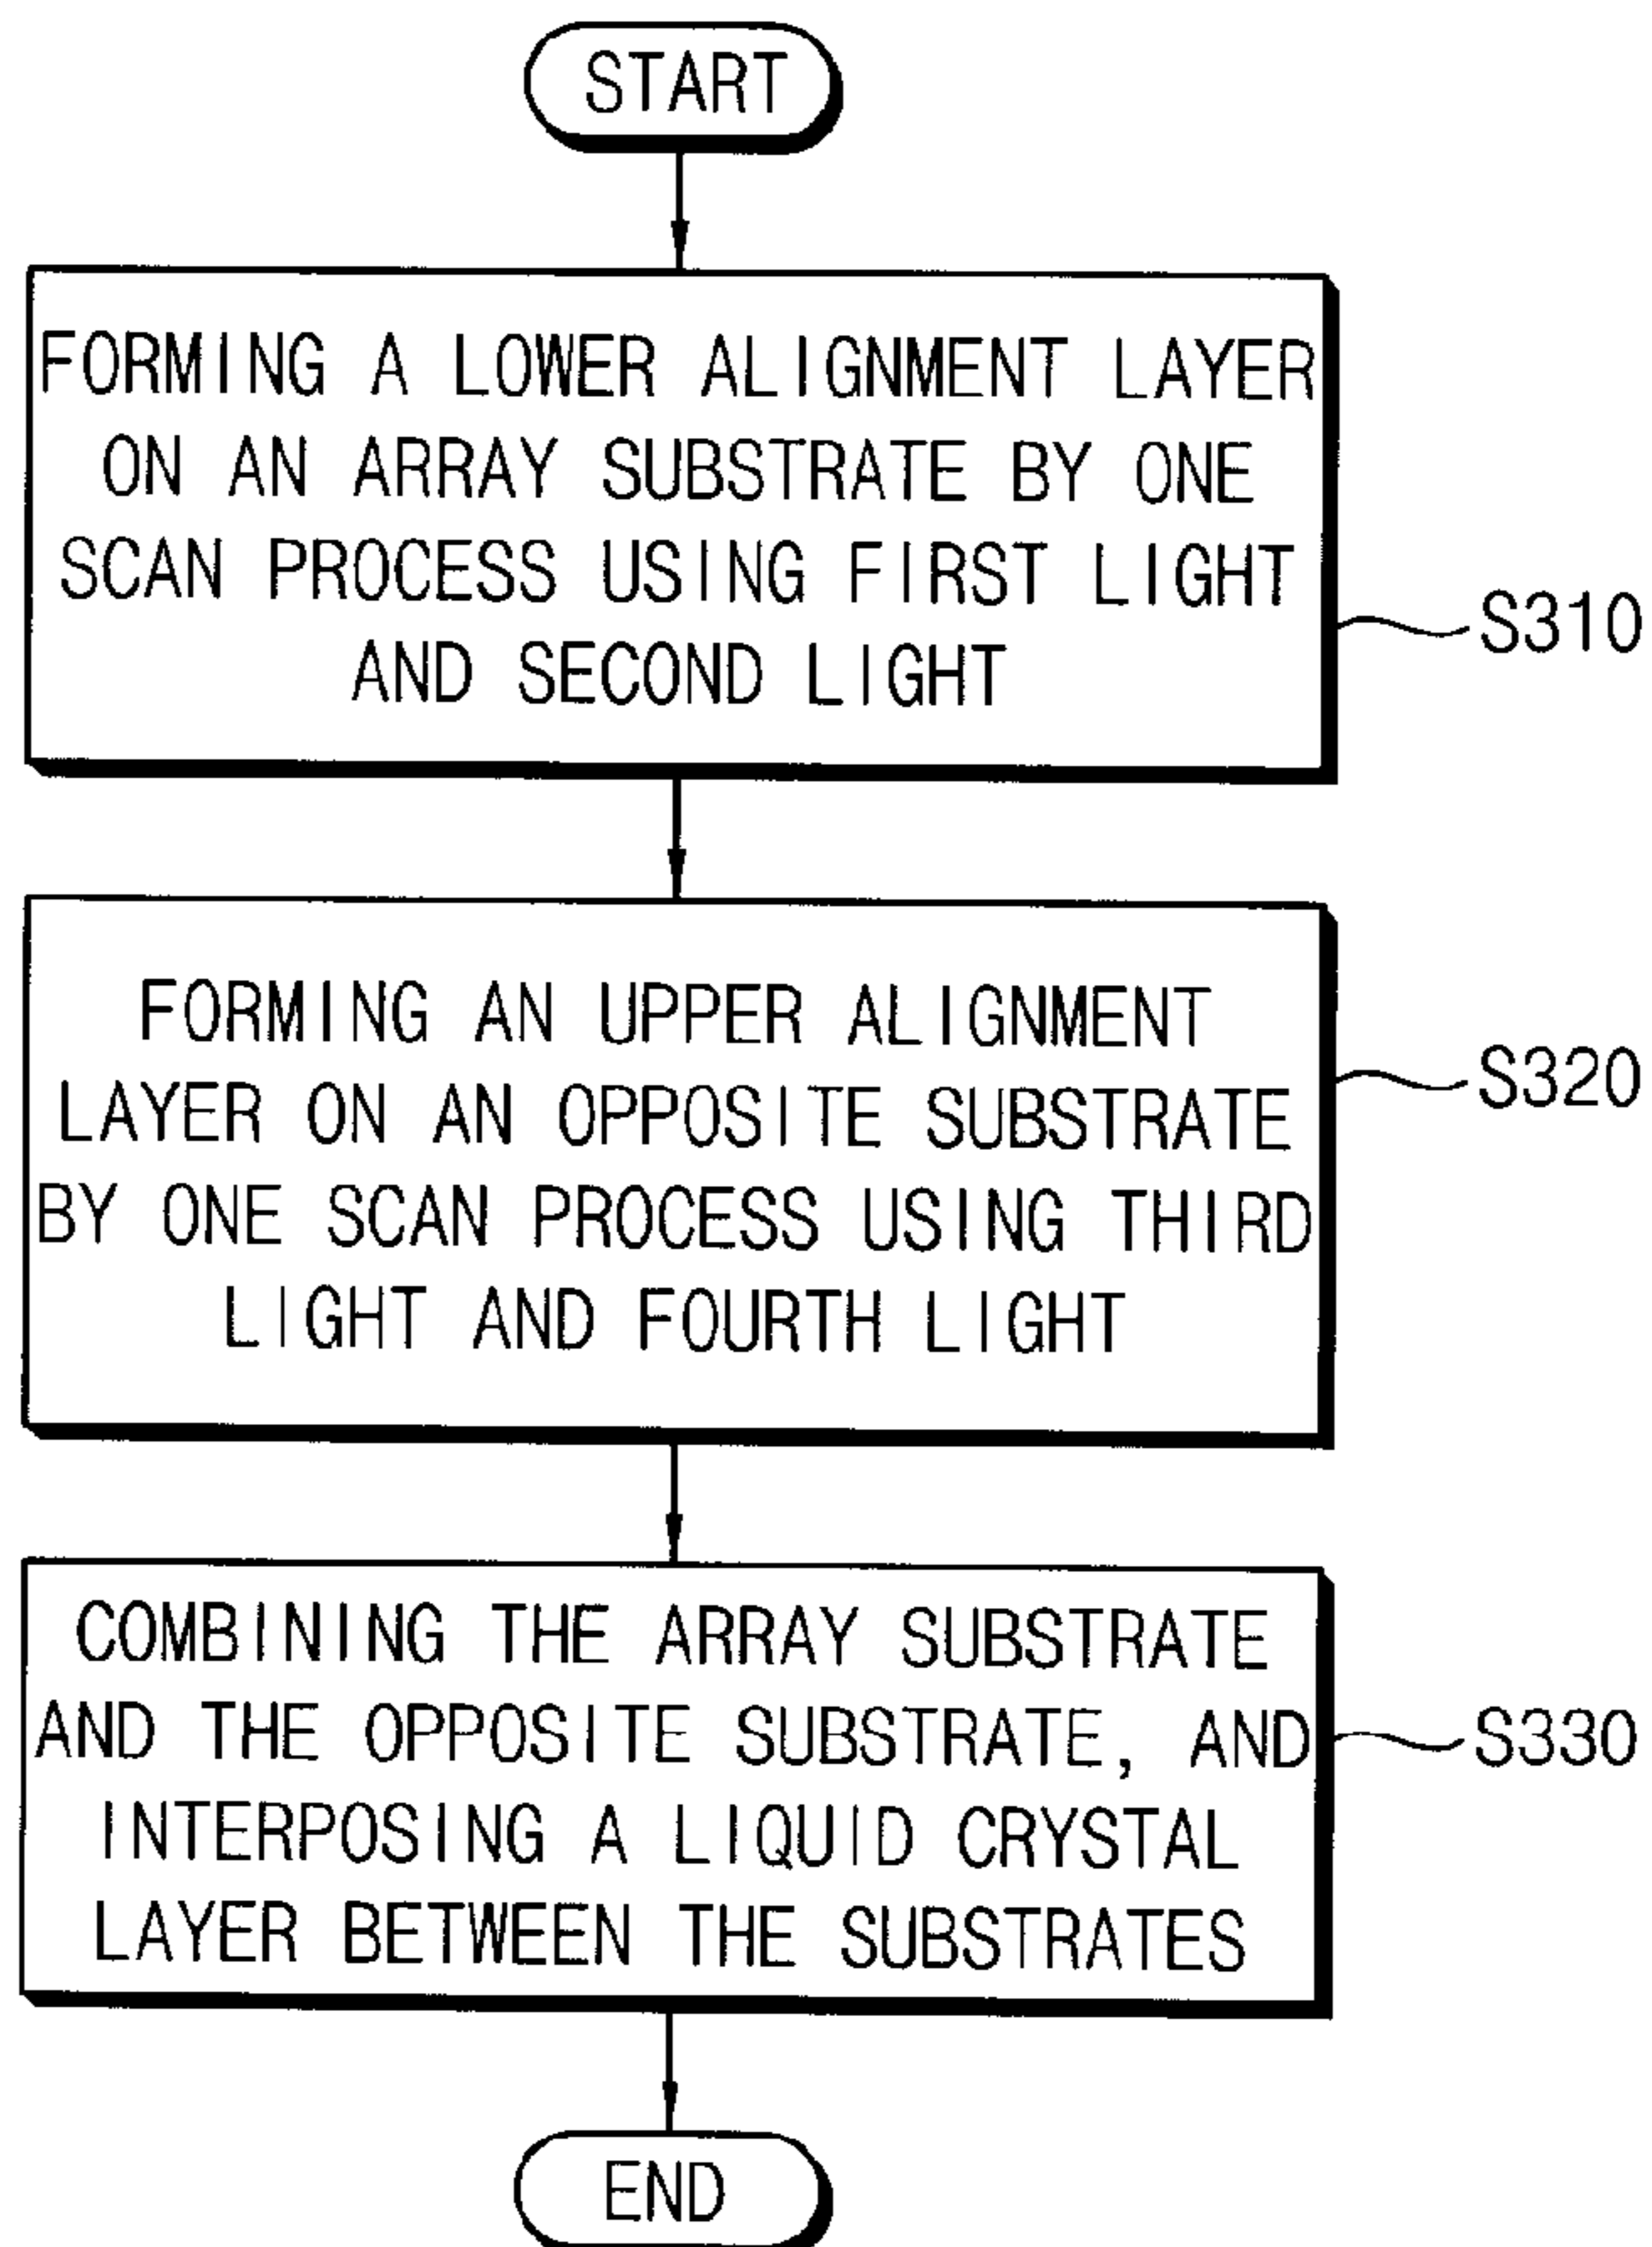 START
FORMING A LOWER ALIGNMENT LAYER
ON AN ARRAY SUBSTRATE BY ONE
SCAN PROCESS USING FIRST LIGHT
AND SECOND LIGHT
S310
FORMING AN UPPER ALIGNMENT
LAYER ON AN OPPOSITE SUBSTRATE
BY ONE SCAN PROCESS USING THIRD
LIGHT AND FOURTH LIGHT
S320
COMBINING THE ARRAY SUBSTRATE
AND THE OPPOSITE SUBSTRATE, AND
INTERPOSING A LIQUID CRYSTAL
LAYER BETWEEN THE SUBSTRATES
S330
END